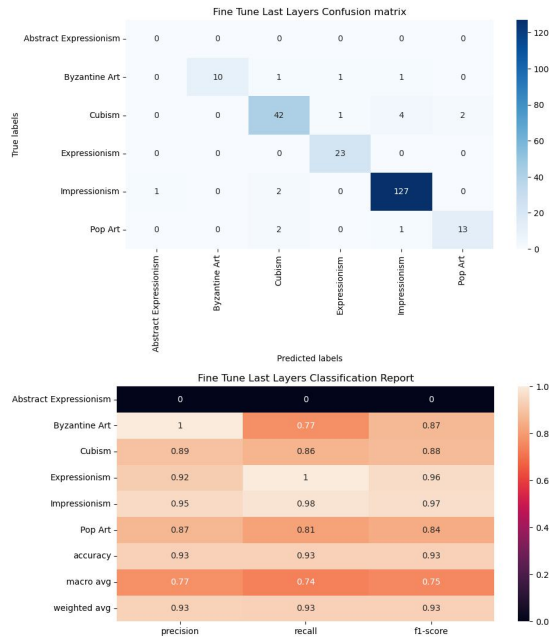 Fine Tune Last Layers Confusion matrix
True labels
Abstract Expressionism 0 0 0 0 0 0
Byzantine Art 0 10 1 1 1 0
Cubism 0 0 42 1 4 2
Expressionism 0 0 0 23 0 0
Impressionism 1 0 2 0 127 0
Pop Art 0 0 2 0 1 13
Abstract Expressionism
Byzantine Art
Cubism
Expressionism
Impressionism
Pop Art
Predicted labels
120
100
80
60
40
20
0
Fine Tune Last Layers Classification Report
Abstract Expressionism 0 0 0
Byzantine Art 1 0.77 0.87
Cubism 0.89 0.86 0.88
Expressionism 0.92 1 0.96
Impressionism 0.95 0.98 0.97
Pop Art 0.87 0.81 0.84
accuracy 0.93 0.93 0.93
macro avg 0.77 0.74 0.75
weighted avg 0.93 0.93 0.93
precision recall f1-score
1.0
0.8
0.6
0.4
0.2
0.0